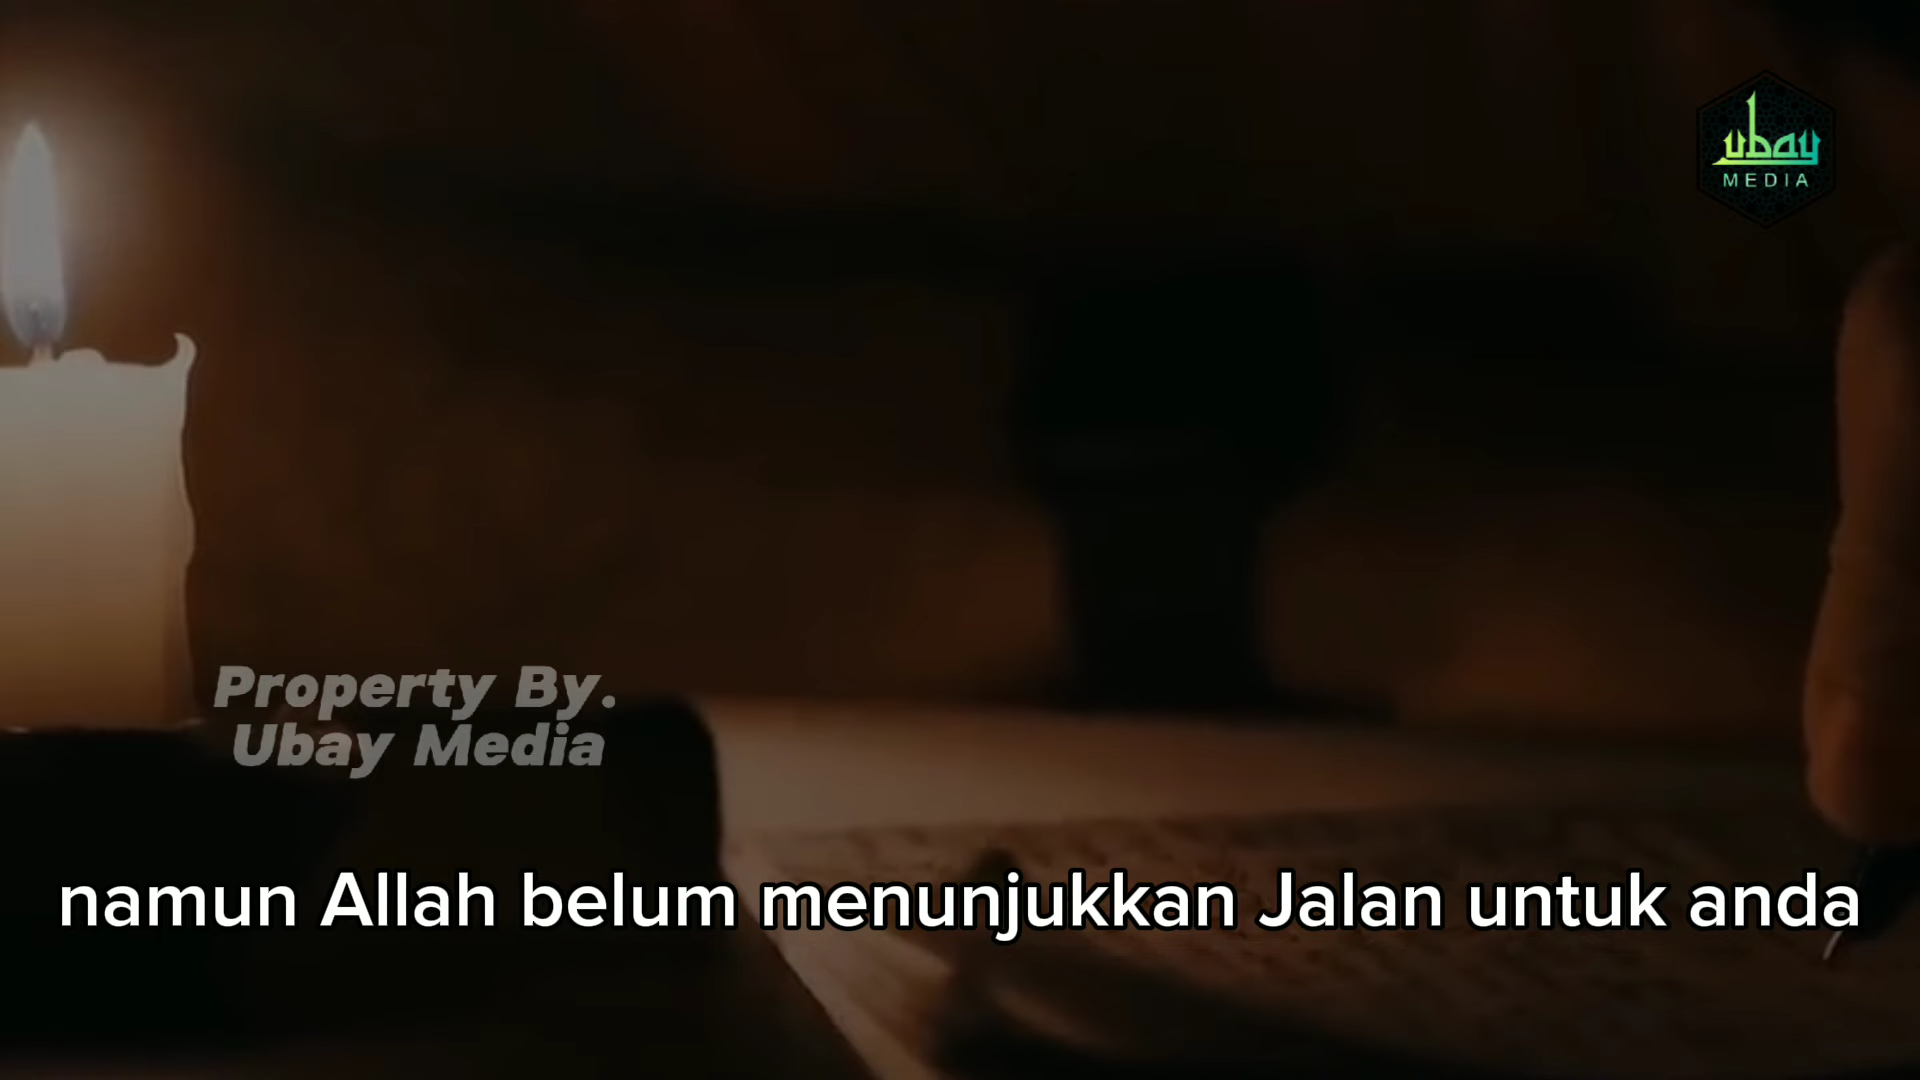 ubay
MEDIA
Property By.
Ubay Media
namun Allah belum menunjukkan Jalan untuk anda